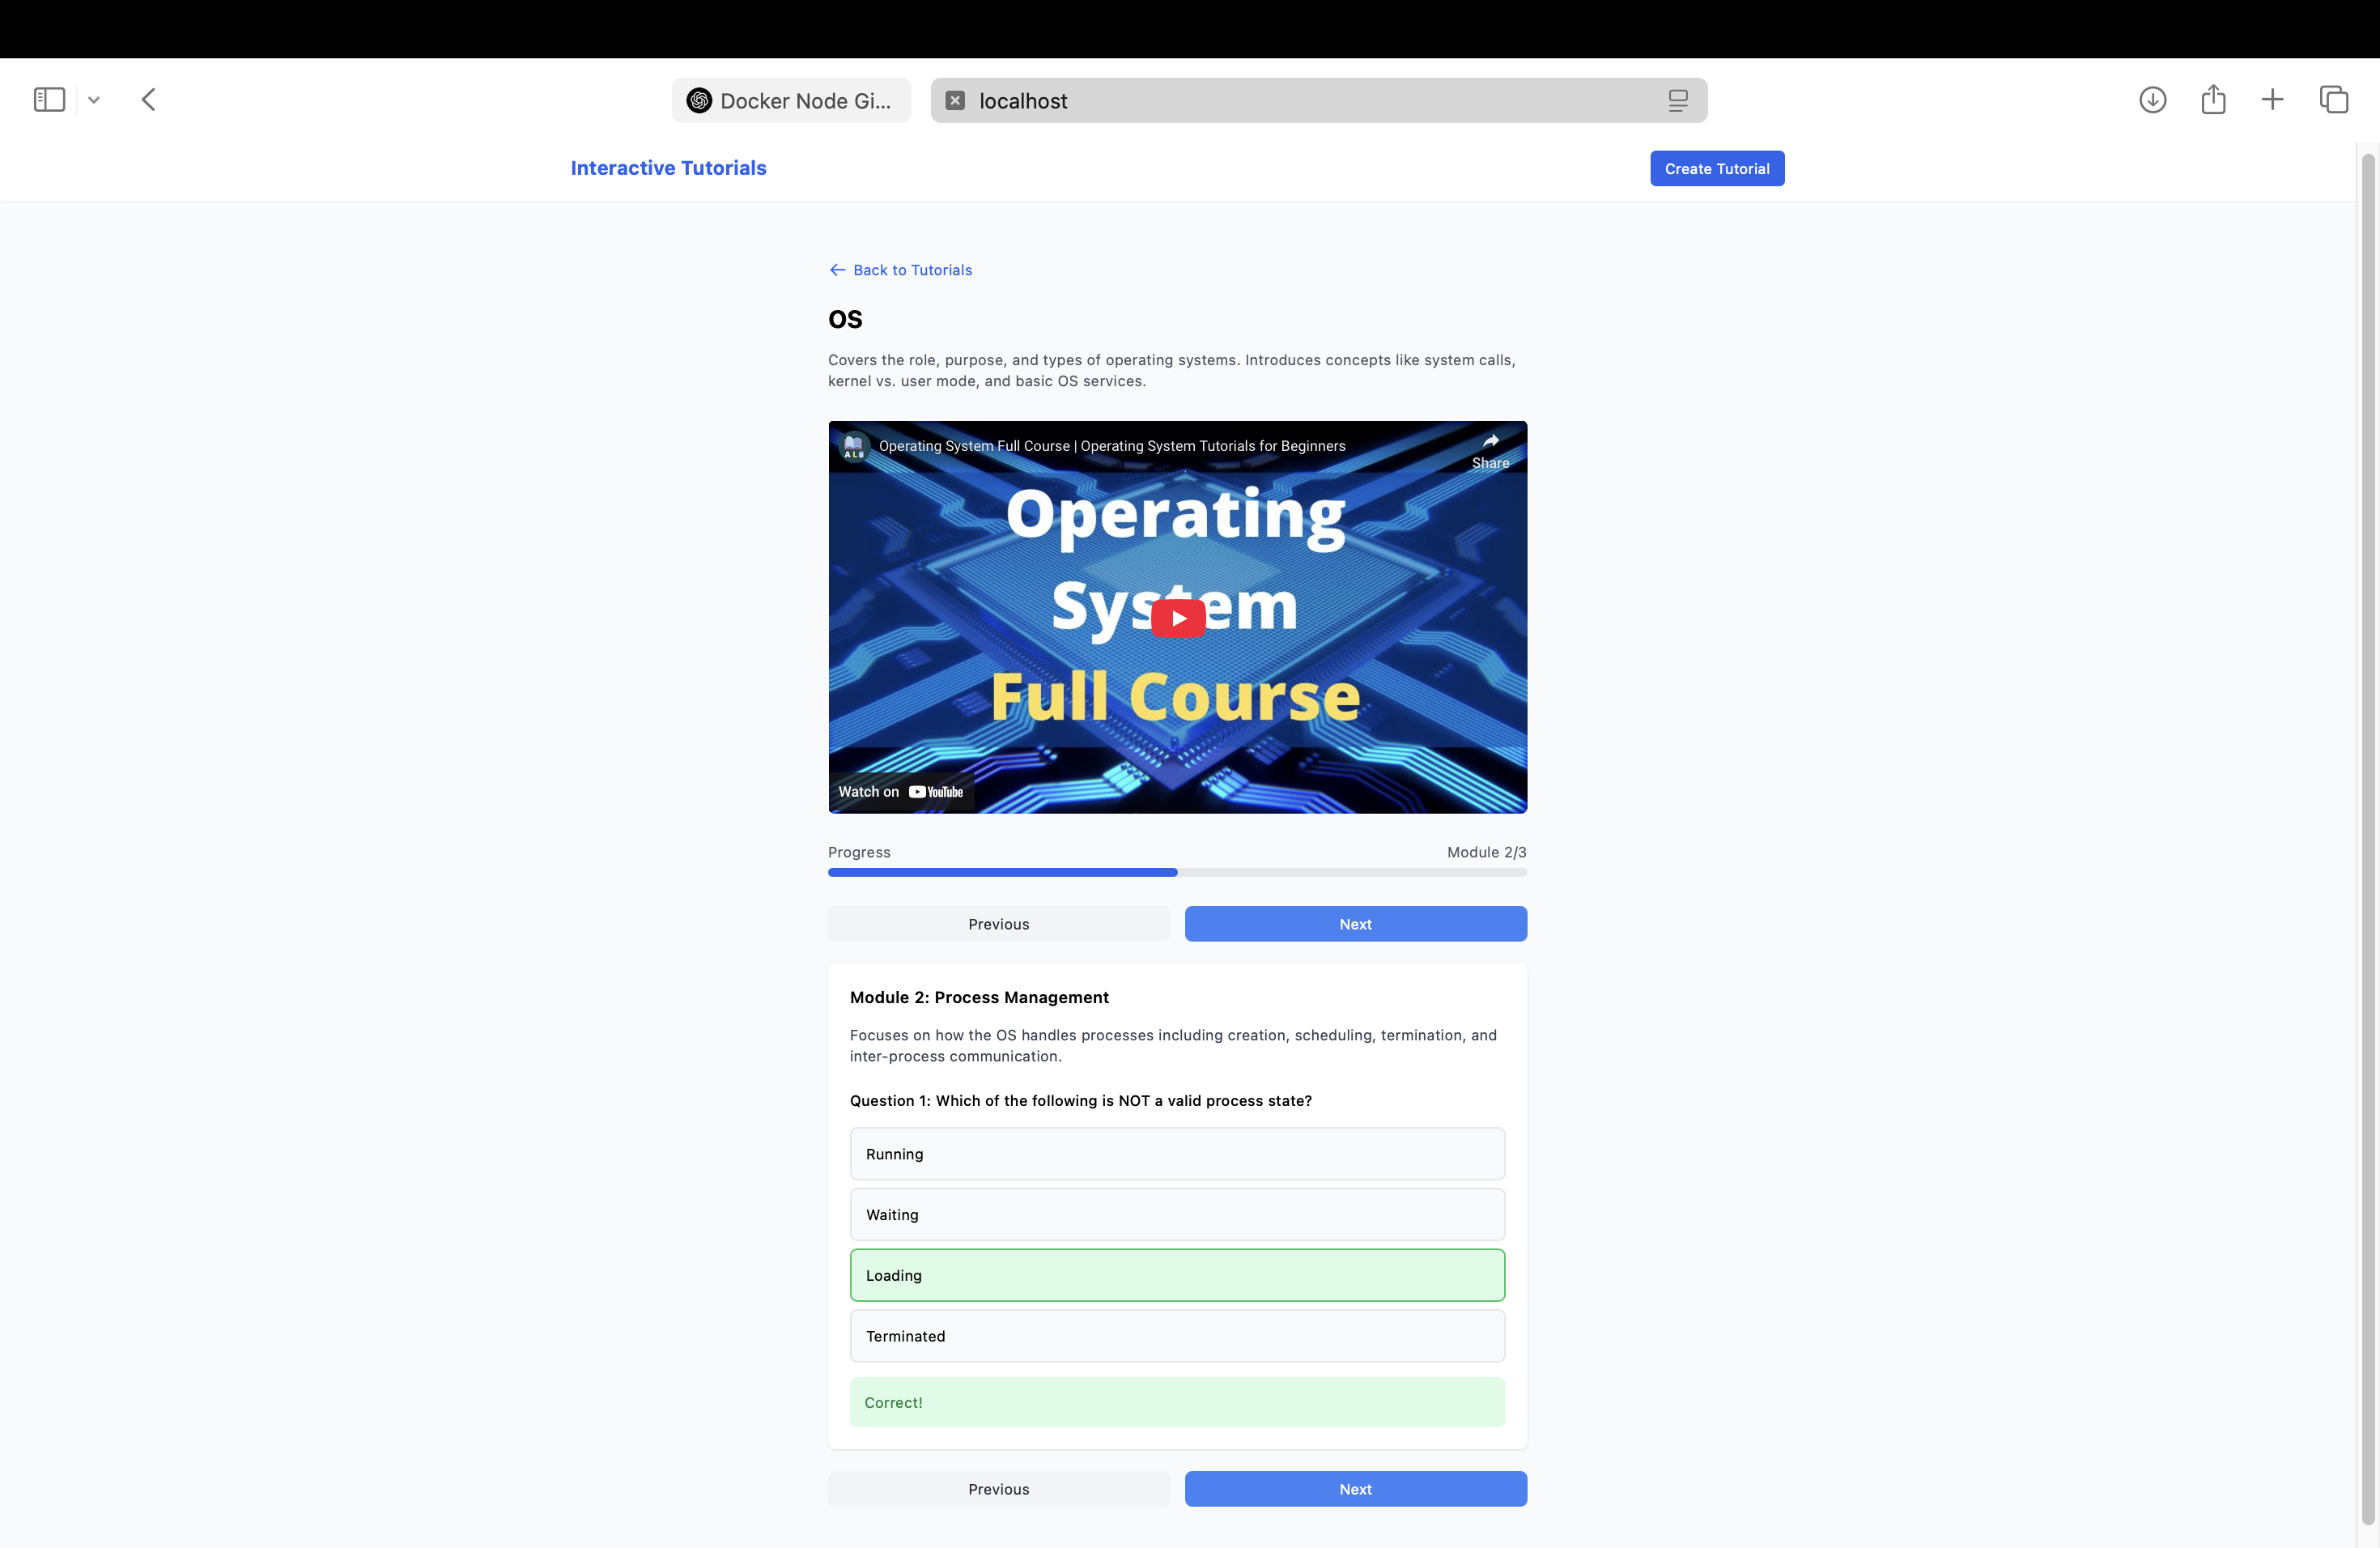 Docker Node Gi...
localhost
Interactive Tutorials
Create Tutorial
Back to Tutorials
OS
Covers the role, purpose, and types of operating systems. Introduces concepts like system calls,
kernel vs. user mode, and basic OS services.
ALG
Operating System Full Course | Operating System Tutorials for Beginners
Share
Operating
System
Full Course
Watch on YouTube
Progress
Module 2/3
Previous
Next
Module 2: Process Management
Focuses on how the OS handles processes including creation, scheduling, termination, and
inter-process communication.
Question 1: Which of the following is NOT a valid process state?
Running
Waiting
Loading
Terminated
Correct!
Previous
Next